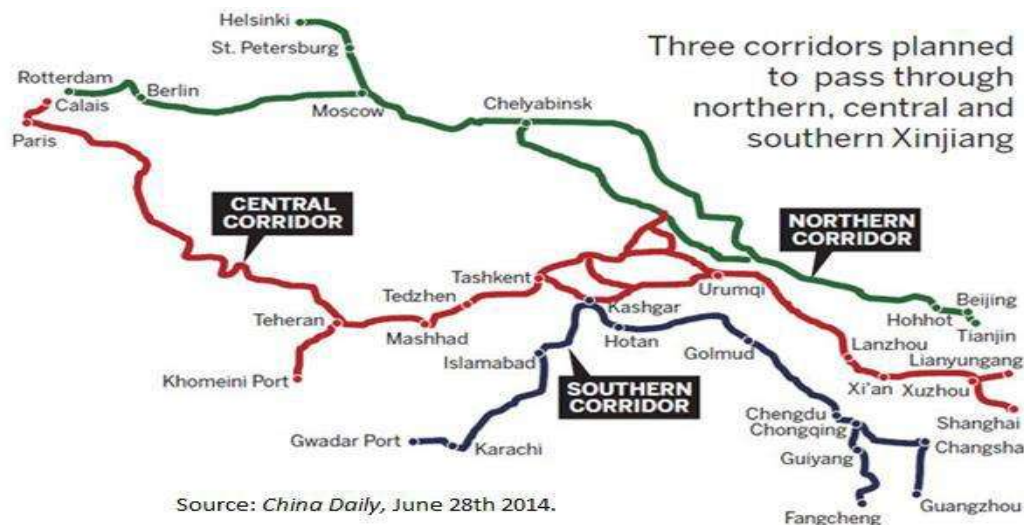 Three corridors planned
to pass through
northern, central and
southern Xinjiang
Helsinki
St. Petersburg
Rotterdam
Calais
Berlin
Moscow
Chelyabinsk
Paris
CENTRAL
CORRIDOR
NORTHERN
CORRIDOR
Tashkent
Tedzhen
Urumqi
Beijing
Hohhot
Tianjin
Teheran
Mashhad
Kashgar
Hotan
Golmud
Lanzhou
Lianyungang
Islamabad
Khomeini Port
SOUTHERN
CORRIDOR
Xi'an
Xuzhou
Shanghai
Chengdu
Chongqing
Changsha
Gwadar Port
Karachi
Guiyang
Guangzhou
Fangcheng
Source: China Daily, June 28th 2014.